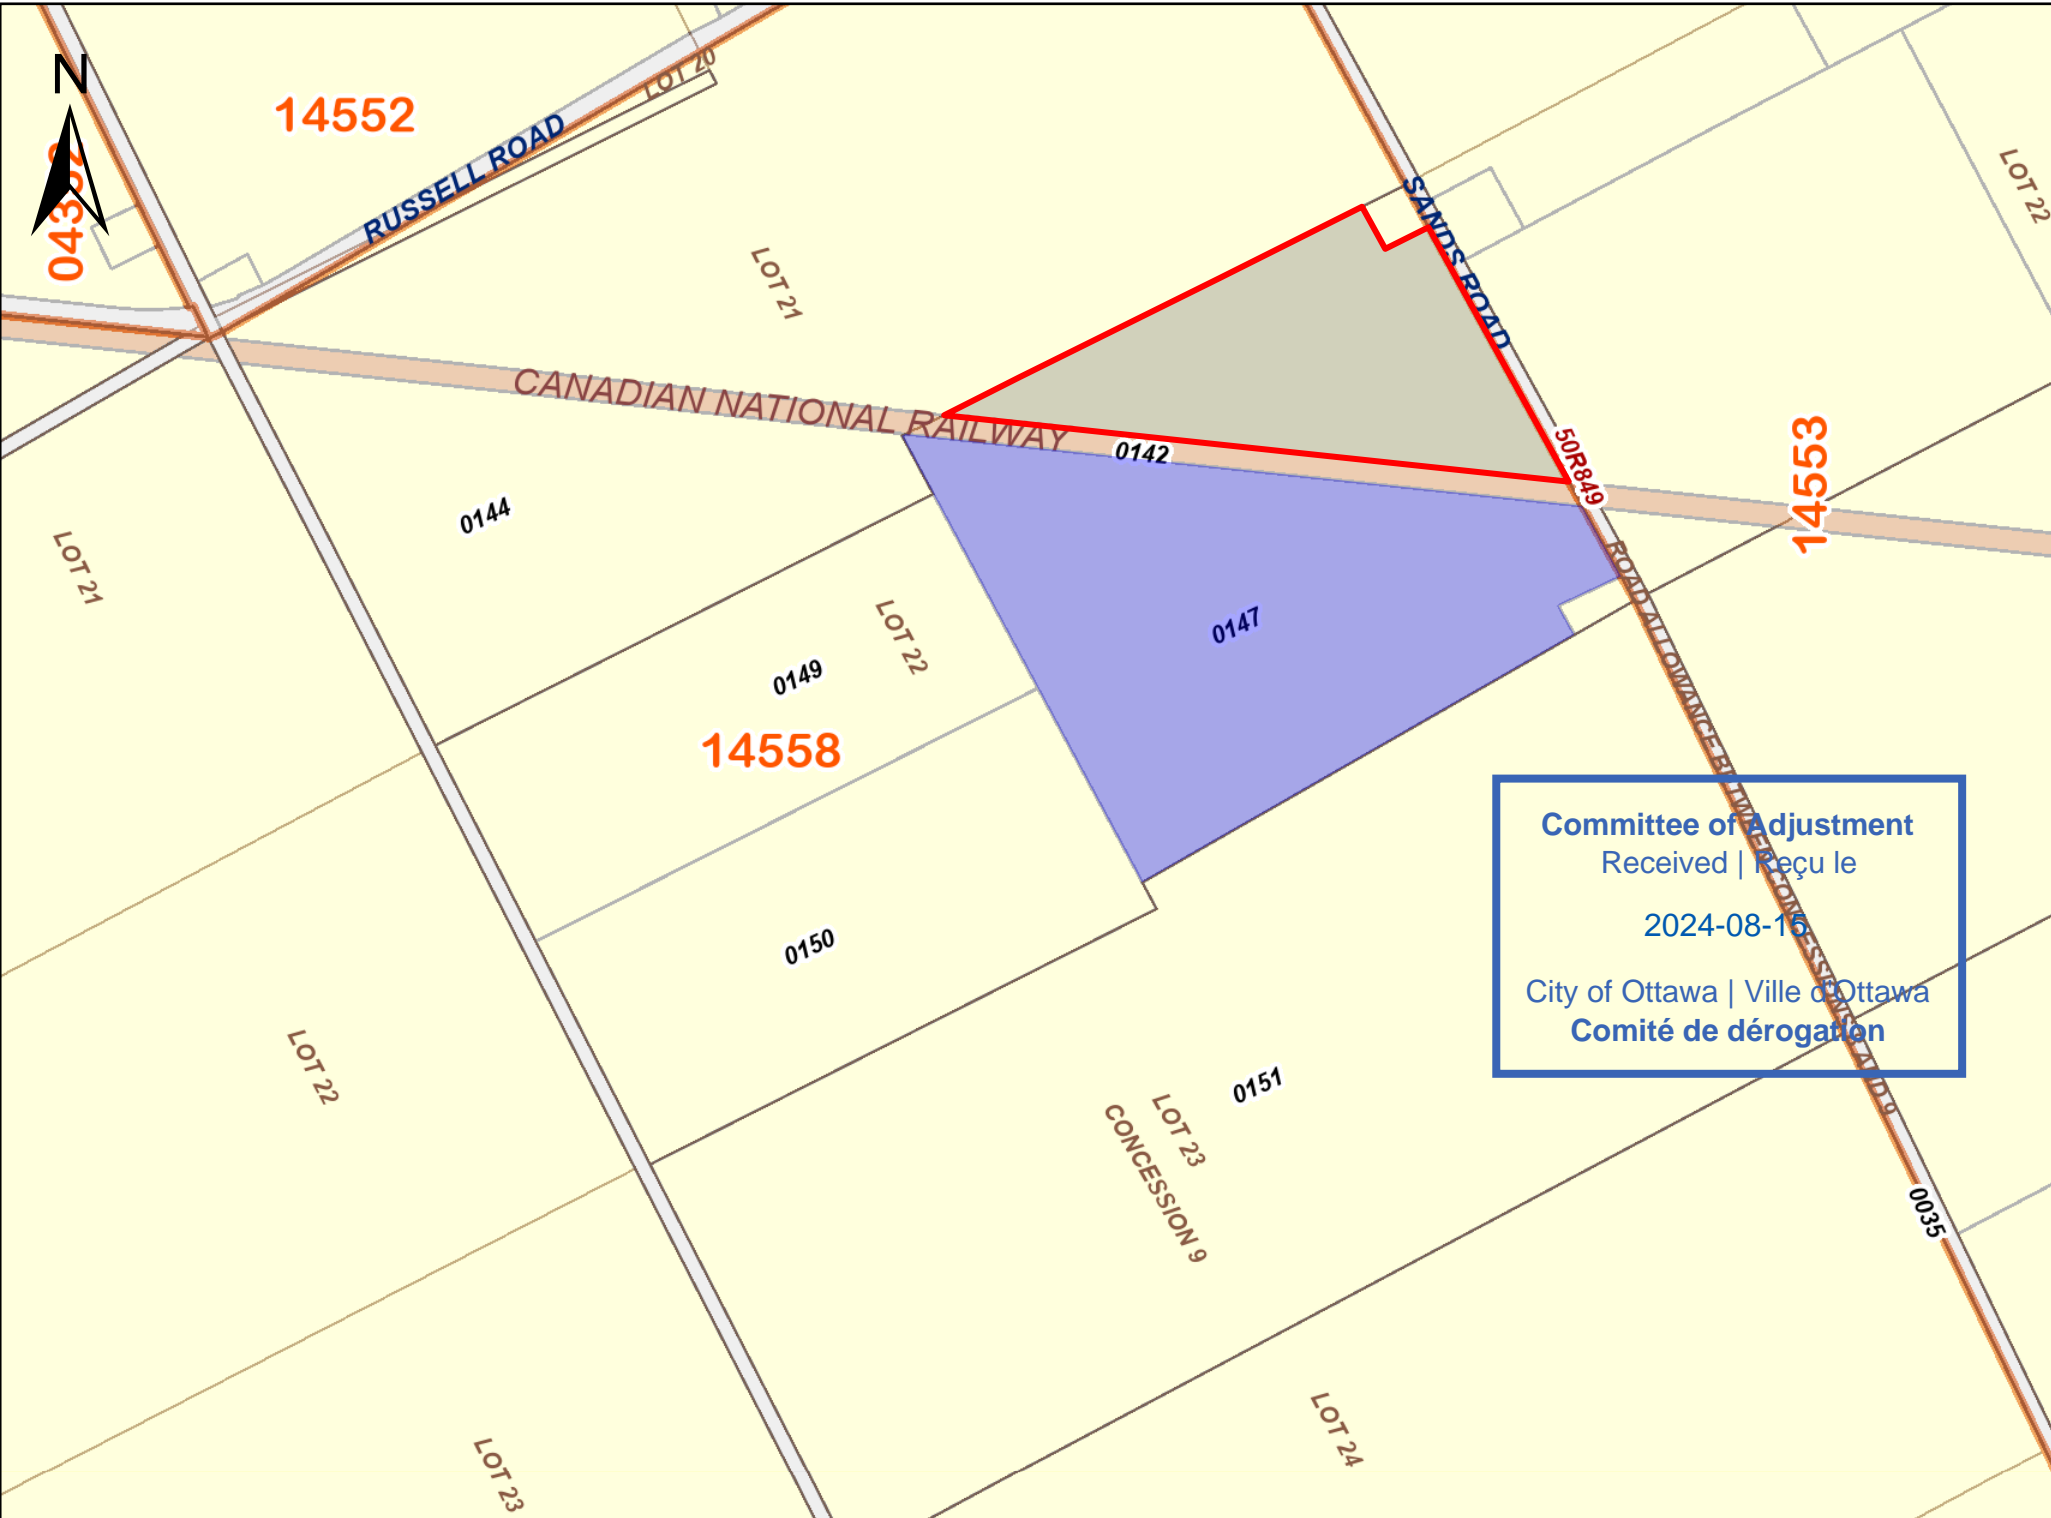 N
14552
LOT 20
RUSSELL ROAD
SANDS ROAD
LOT 22
LOT 21
CANADIAN NATIONAL RAILWAY
0142
50R849
14553
0144
LOT 21
LOT 22
0147
0149
14558
ROAD ALLOWANCE BETWEEN CONCESSIONS AND 9
Committee of Adjustment
Received | Reçu le
2024-08-15
City of Ottawa | Ville d'Ottawa
Comité de dérogation
0150
LOT 22
0151
LOT 23
CONCESSION 9
0035
LOT 24
LOT 23